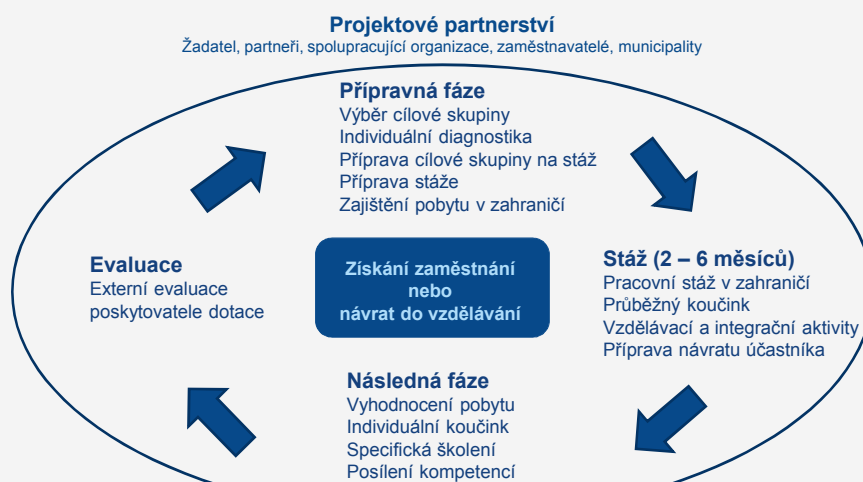 Projektové partnerství
Žadatel, partneři, spolupracující organizace, zaměstnavatelé, municipality
Přípravná fáze
Výběr cílové skupiny
Individuální diagnostika
Příprava cílové skupiny na stáž
Příprava stáže
Zajištění pobytu v zahraničí
Stáž (2 – 6 měsíců)
Pracovní stáž v zahraničí
Průběžný koučink
Vzdělávací a integrační aktivity
Příprava návratu účastníka
Získání zaměstnání
nebo
návrat do vzdělávání
Následná fáze
Vyhodnocení pobytu
Individuální koučink
Specifická školení
Posílení kompetencí
Evaluace
Externí evaluace
poskytovatele dotace